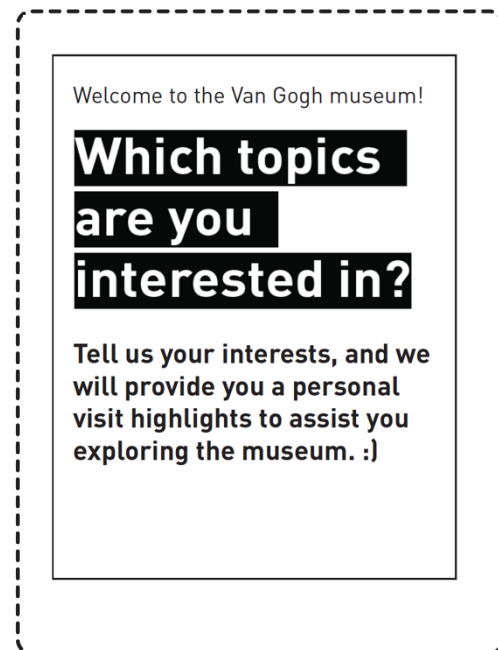 Welcome to the Van Gogh museum!
Which topics
are you
interested in?
Tell us your interests, and we
will provide you a personal
visit highlights to assist you
exploring the museum. :)